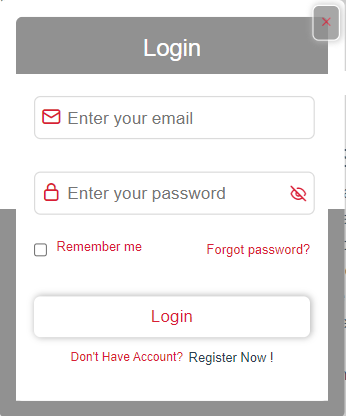 Login
Enter your email
Enter your password
Remember me Forgot password?
Login
Don't Have Account? Register Now !